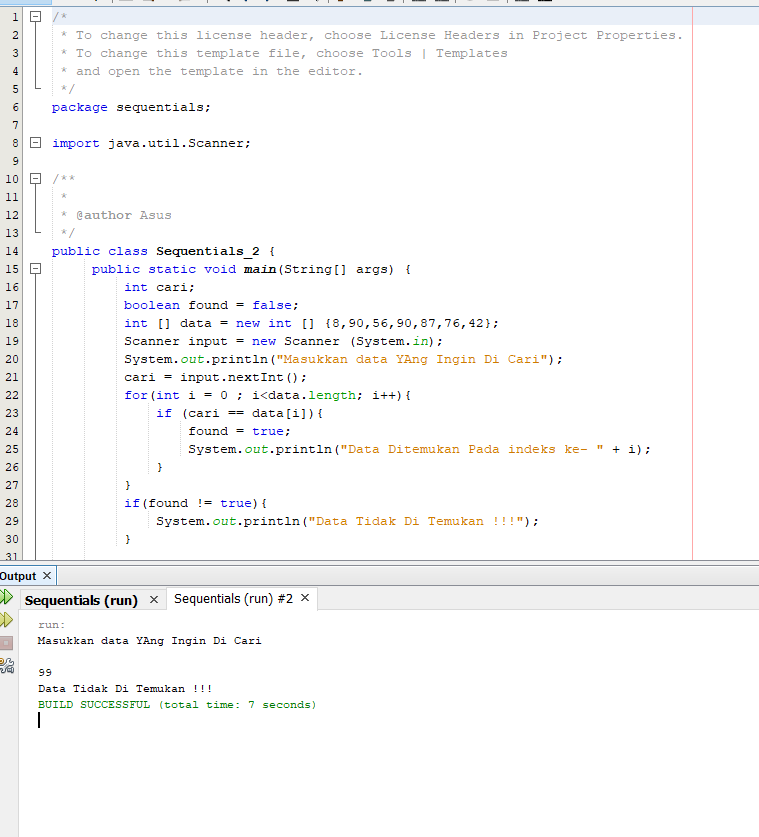 1 /*
2 * To change this license header, choose License Headers in Project Properties.
3 * To change this template file, choose Tools | Templates
4 * and open the template in the editor.
5 */
6 package sequentials;
7
8 import java.util.Scanner;
9
10 /**
11 *
12 * @author Asus
13 */
14 public class Sequentials_2 {
15 public static void main(String[] args) {
16 int cari;
17 boolean found = false;
18 int [] data = new int [] {8,90,56,90,87,76,42};
19 Scanner input = new Scanner (System.in);
20 System.out.println("Masukkan data YAng Ingin Di Cari");
21 cari = input.nextInt();
22 for(int i = 0 ; i<data.length; i++){
23 if (cari == data[i]){
24 found = true;
25 System.out.println("Data Ditemukan Pada indeks ke- " + i);
26 }
27 }
28 if(found != true){
29 System.out.println("Data Tidak Di Temukan !!!");
30 }
31
Output ×
Sequentials (run) × Sequentials (run) #2 ×
run:
Masukkan data YAng Ingin Di Cari
99
Data Tidak Di Temukan !!!
BUILD SUCCESSFUL (total time: 7 seconds)